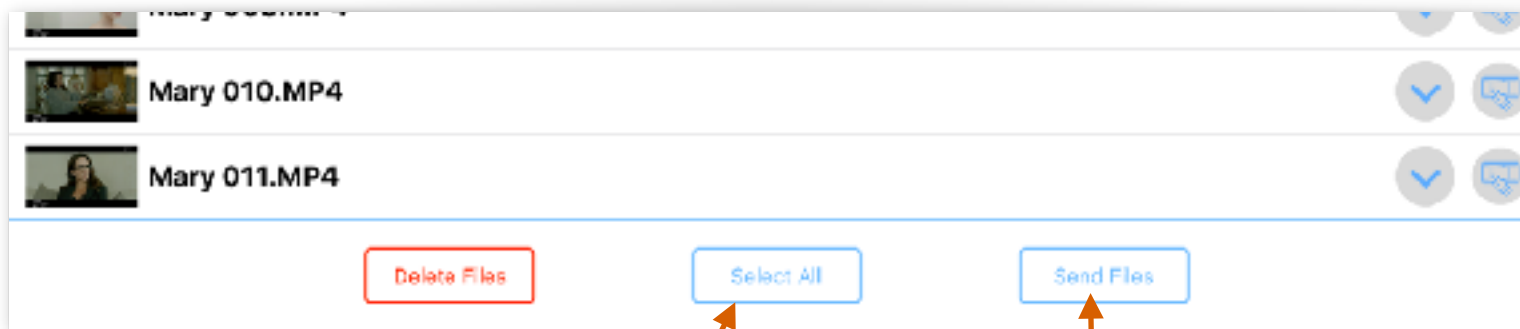 Mary 010.MP4
Mary 011.MP4
Delete Files
Select All
Send Files